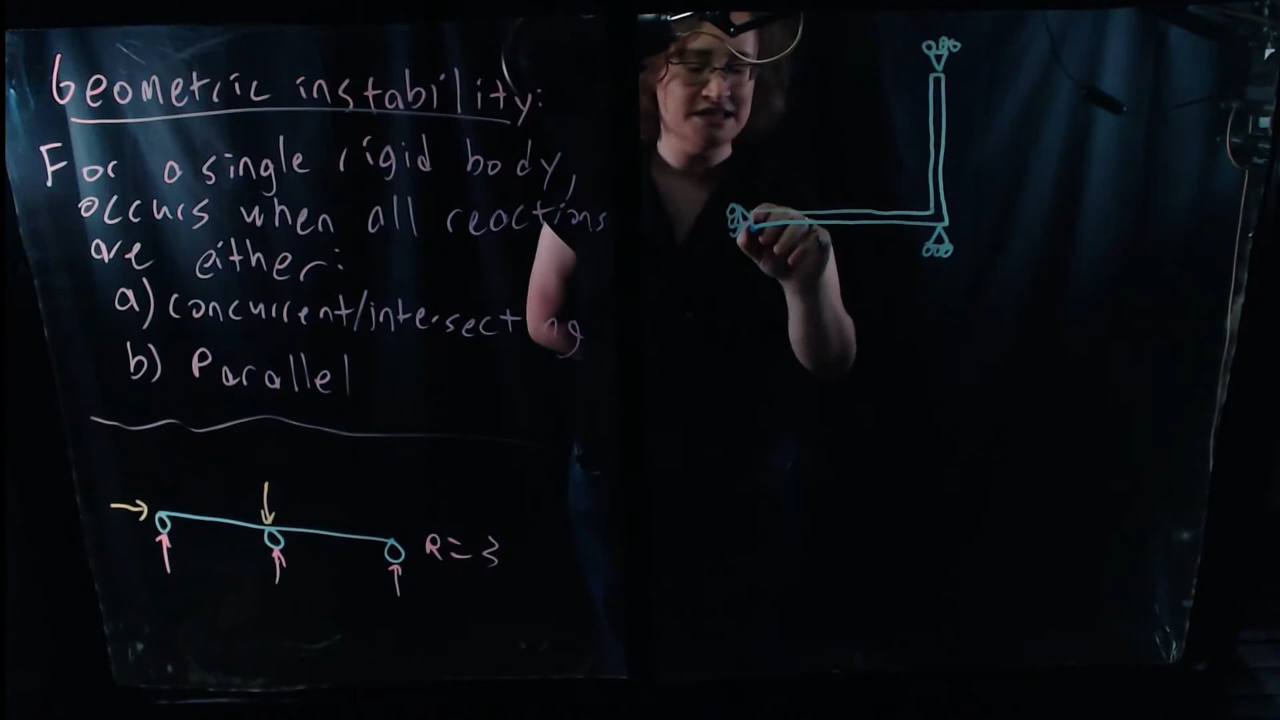 Geometric instability:
For a single rigid body,
occurs when all reactions
are either:
a) concurrent/intersecting
b) Parallel
R = 3